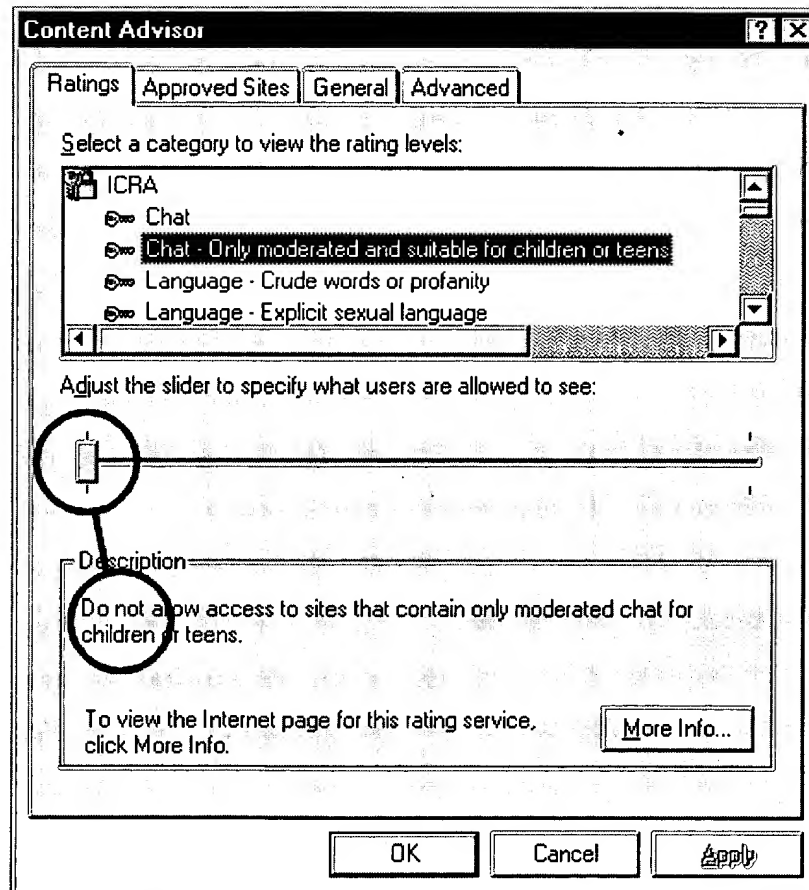 Content Advisor
Ratings Approved Sites General Advanced
Select a category to view the rating levels:
ICRA
Chat
Chat - Only moderated and suitable for children or teens
Language - Crude words or profanity
Language - Explicit sexual language
Adjust the slider to specify what users are allowed to see:
Description
Do not allow access to sites that contain only moderated chat for
children or teens.
To view the Internet page for this rating service,
click More Info.
More Info...
OK Cancel Apply